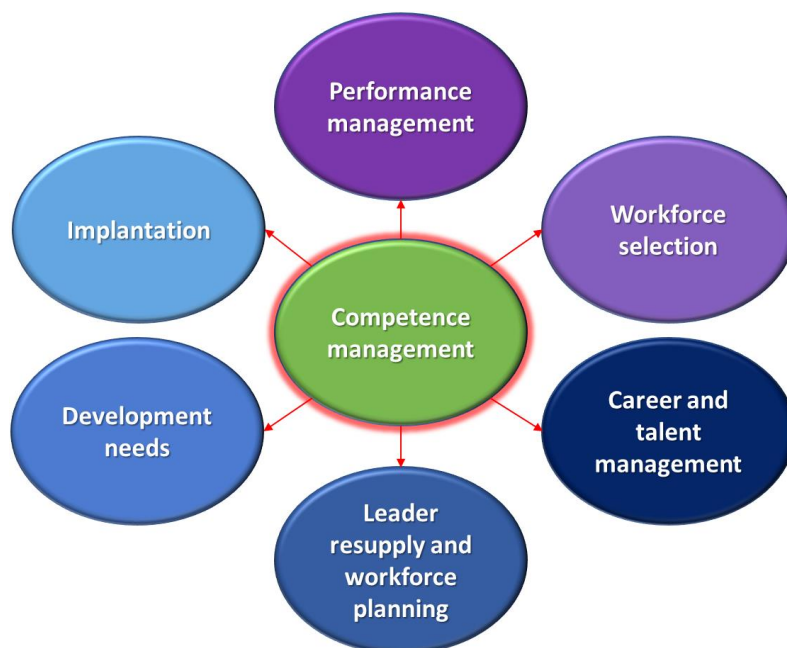 Performance
management
Implantation
Workforce
selection
Competence
management
Development
needs
Career and
talent
management
Leader
resupply and
workforce
planning